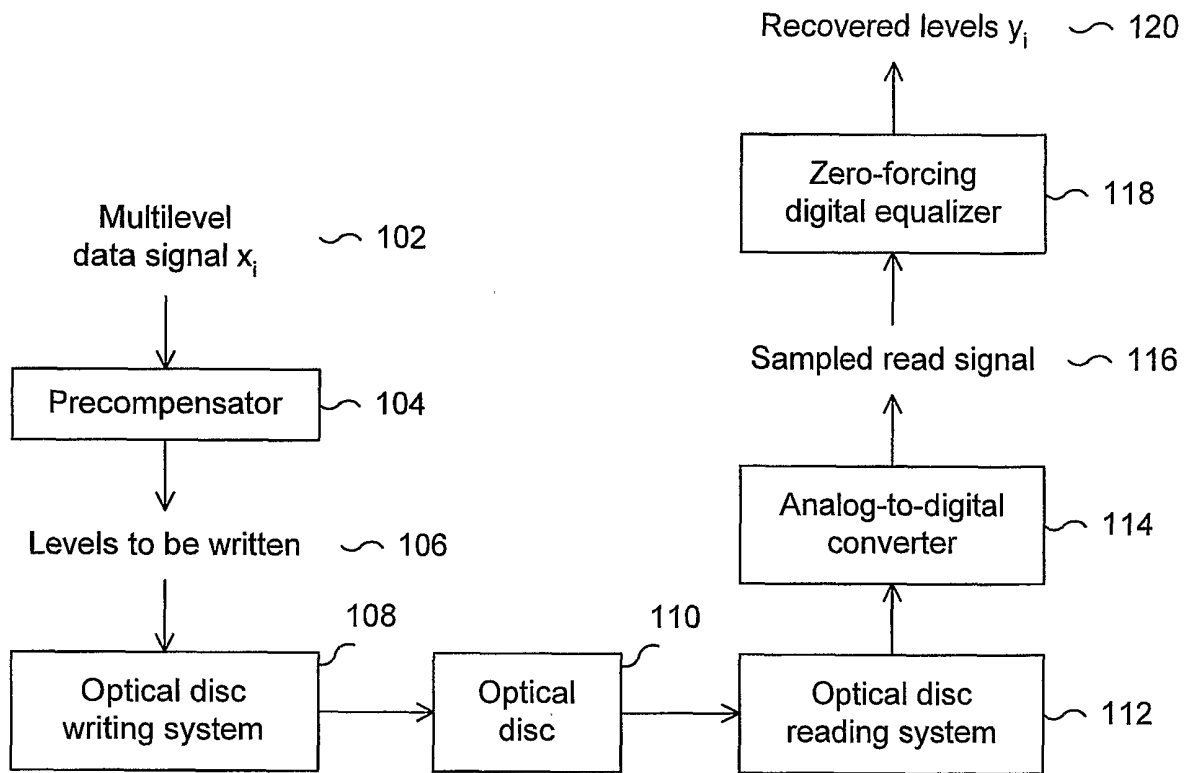 Recovered levels yi 120
Zero-forcing
digital equalizer
118
Multilevel
data signal xi
102
Sampled read signal 116
Precompensator 104
Analog-to-digital
converter
114
Levels to be written 106
108
110
Optical disc
writing system
Optical
disc
Optical disc
reading system
112